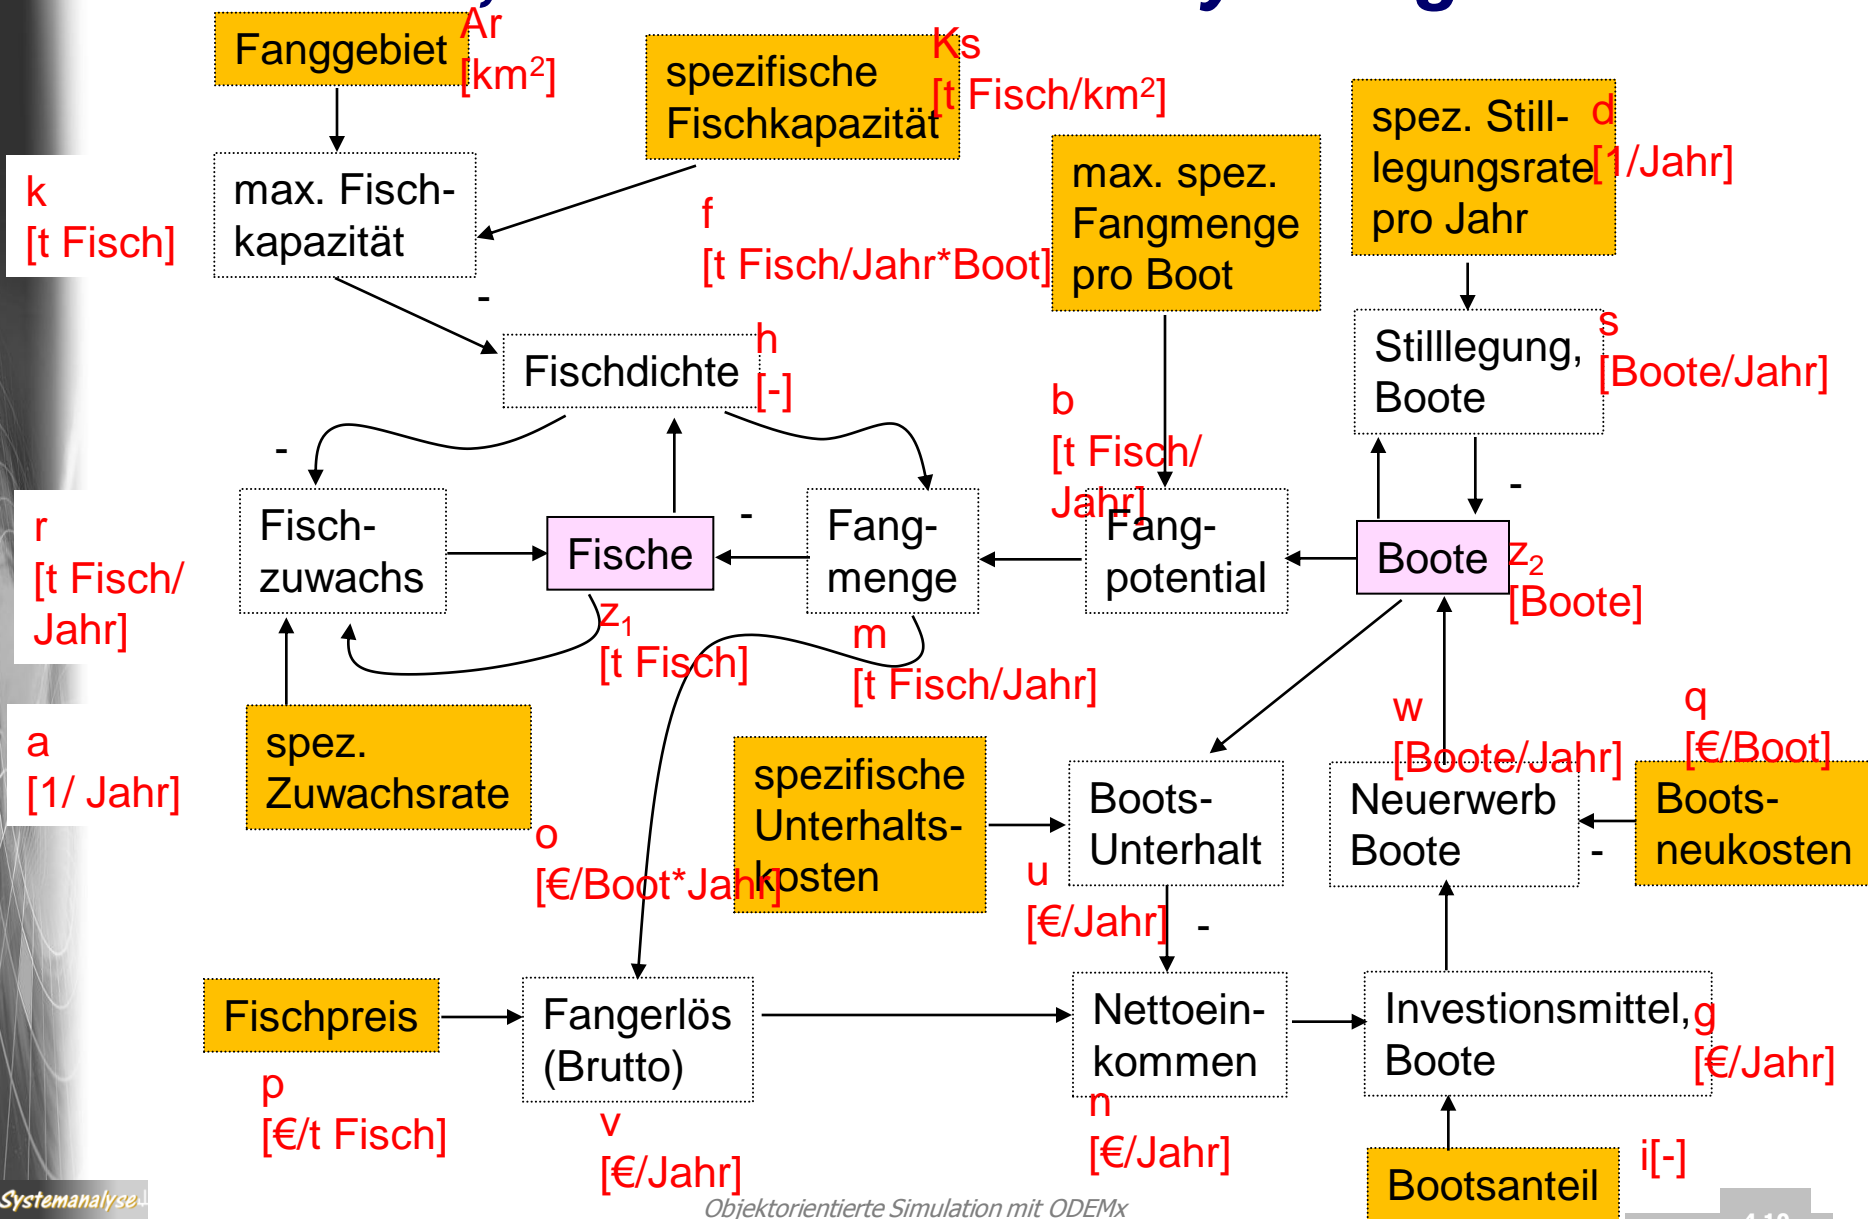 Fanggebiet
Ar
[km²]
spezifische
Fischkapazität
Ks
[t Fisch/km²]
spez. Still-
legungsrate
pro Jahr
d
[1/Jahr]
k
[t Fisch]
max. Fisch-
kapazität
f
[t Fisch/Jahr*Boot]
max. spez.
Fangmenge
pro Boot
-
Fischdichte
h
[-]
Stilllegung,
Boote
s
[Boote/Jahr]
b
[t Fisch/
Jahr]
-
r
[t Fisch/
Jahr]
Fisch-
zuwachs
Fische
z₁
[t Fisch]
-
Fang-
menge
m
[t Fisch/Jahr]
Fang-
potential
-
Boote
z₂
[Boote]
a
[1/ Jahr]
spez.
Zuwachsrate
o
[€/Boot*Jahr]
spezifische
Unterhalts-
kosten
u
[€/Jahr]
Boots-
Unterhalt
-
w
[Boote/Jahr]
Neuerwerb
Boote
-
q
[€/Boot]
Boots-
neukosten
Fischpreis
p
[€/t Fisch]
Fangerlös
(Brutto)
v
[€/Jahr]
Nettoein-
kommen
n
[€/Jahr]
Investionsmittel,
Boote
g
[€/Jahr]
Bootsanteil
i[-]
Systemanalyse
Objektorientierte Simulation mit ODEMx